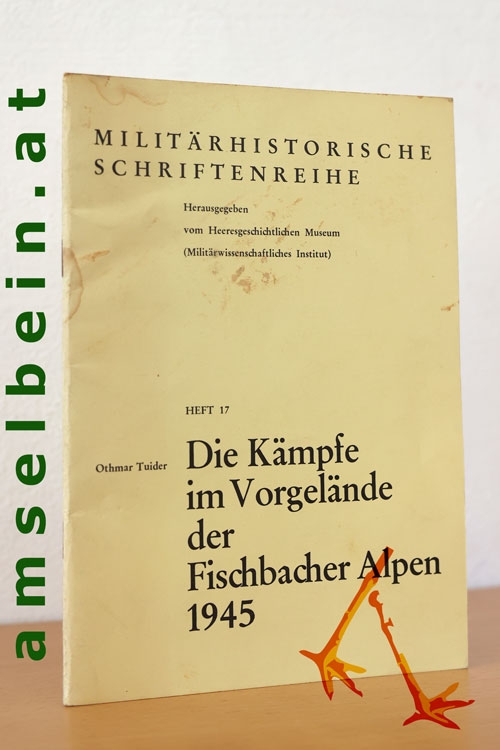 amselbein.at
MILITÄRHISTORISCHE
SCHRIFTENREIHE
Herausgegeben
vom Heeresgeschichtlichen Museum
(Militärwissenschaftliches Institut)
HEFT 17
Othmar Tuider
Die Kämpfe
im Vorgelände
der
Fischbacher Alpen
1945